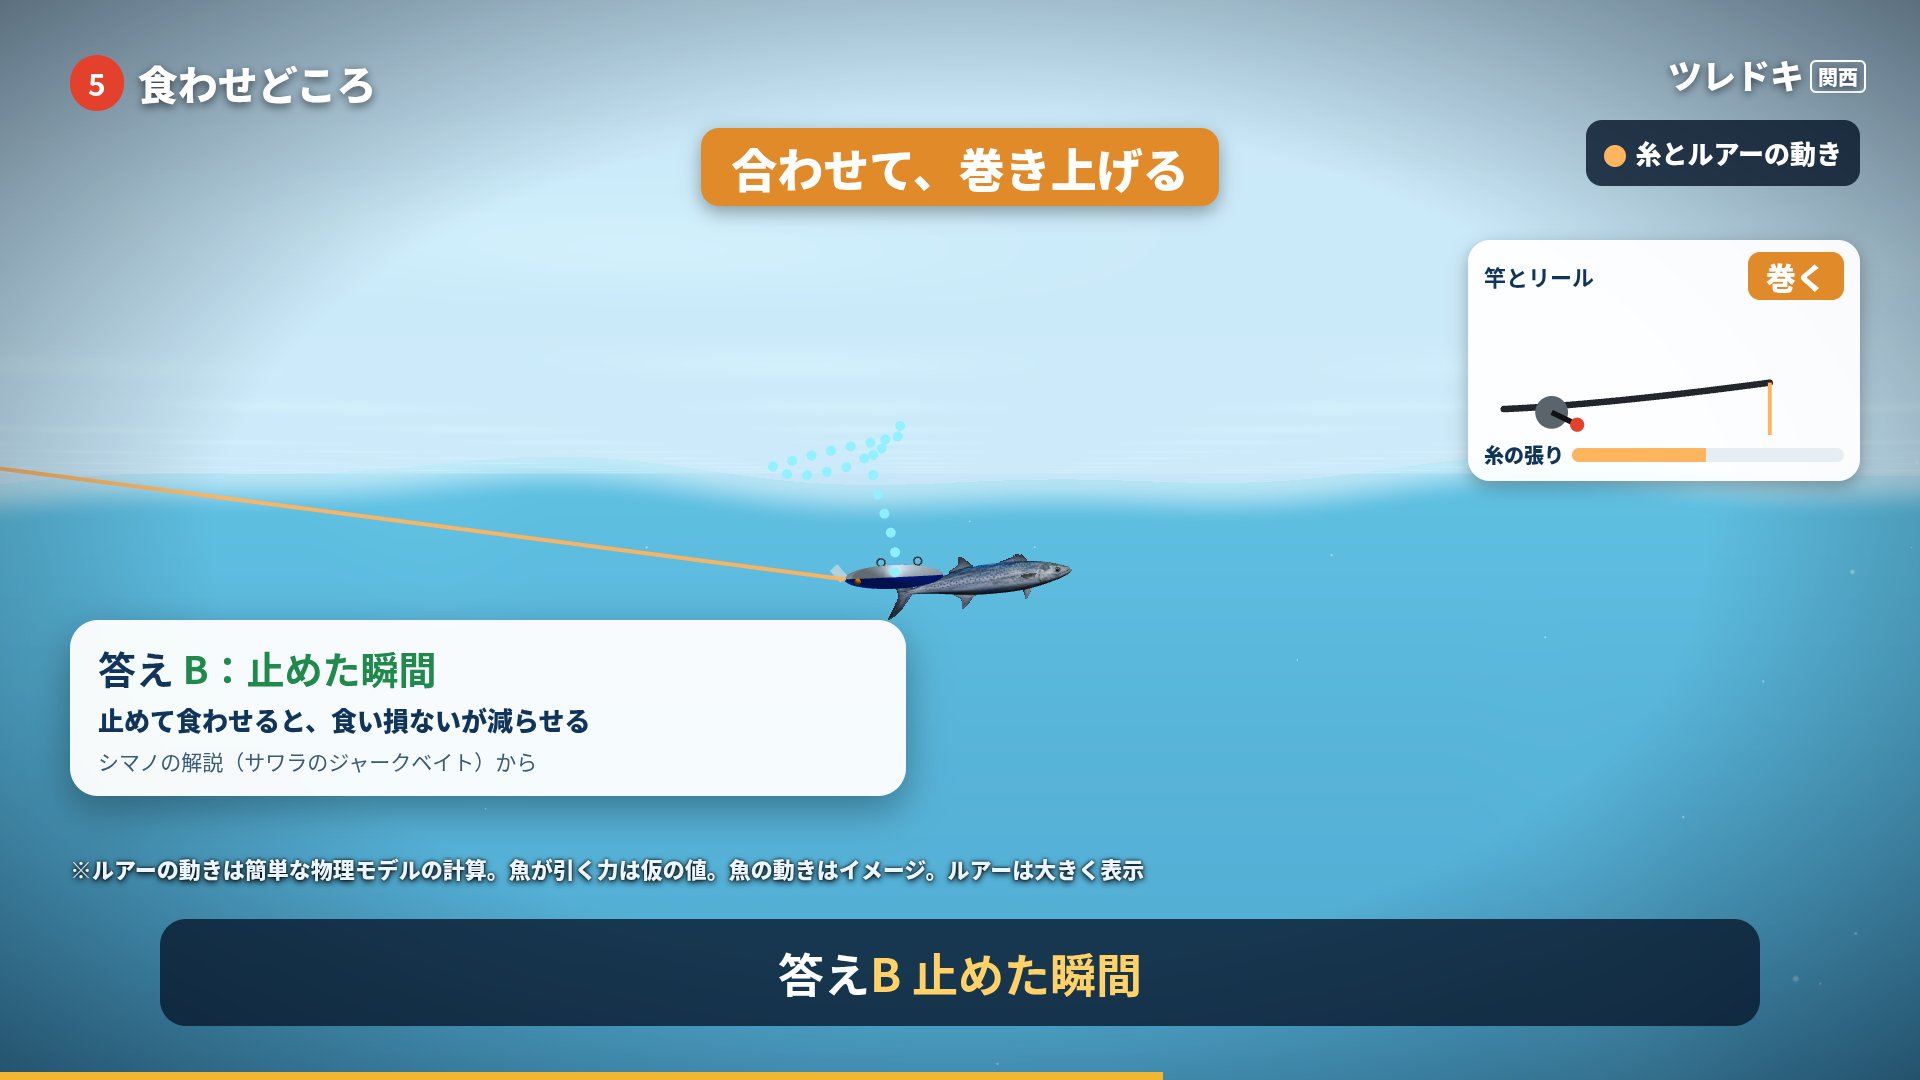 5 食わせどころ
ツレドキ 関西
合わせて、巻き上げる
糸とルアーの動き
竿とリール
巻く
糸の張り
答え B：止めた瞬間
止めて食わせると、食い損ないが減らせる
シマノの解説（サワラのジャークベイト）から
※ルアーの動きは簡単な物理モデルの計算。魚が引く力は仮の値。魚の動きはイメージ。ルアーは大きく表示
答えB 止めた瞬間